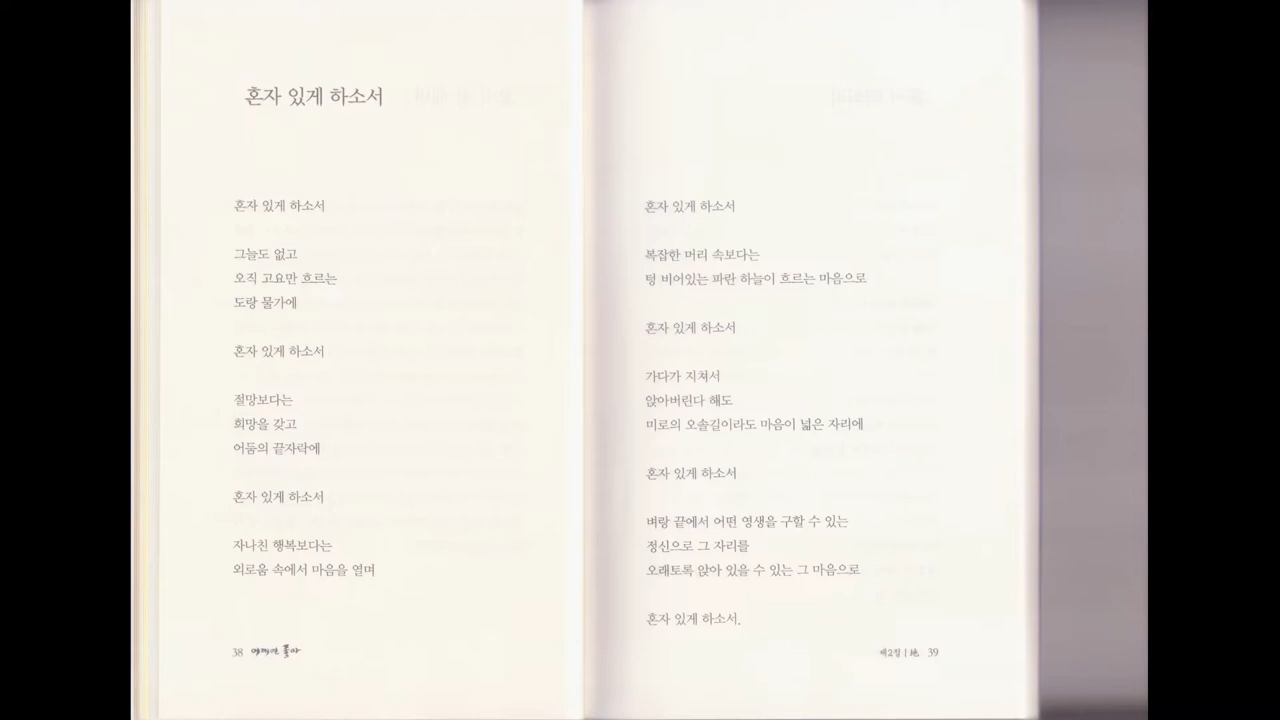 혼자 있게 하소서
혼자 있게 하소서
그늘도 없고
오직 고요만 흐르는
도랑 물가에
혼자 있게 하소서
절망보다는
희망을 갖고
어둠의 끝자락에
혼자 있게 하소서
자나친 행복보다는
외로움 속에서 마음을 열며
38
혼자 있게 하소서
복잡한 머리 속보다는
텅 비어있는 파란 하늘이 흐르는 마음으로
혼자 있게 하소서
가다가 지쳐서
앉아버린다 해도
미로의 오솔길이라도 마음이 넓은 자리에
혼자 있게 하소서
벼랑 끝에서 어떤 영생을 구할 수 있는
정신으로 그 자리를
오래토록 앉아 있을 수 있는 그 마음으로
혼자 있게 하소서.
제2집 | 地 39